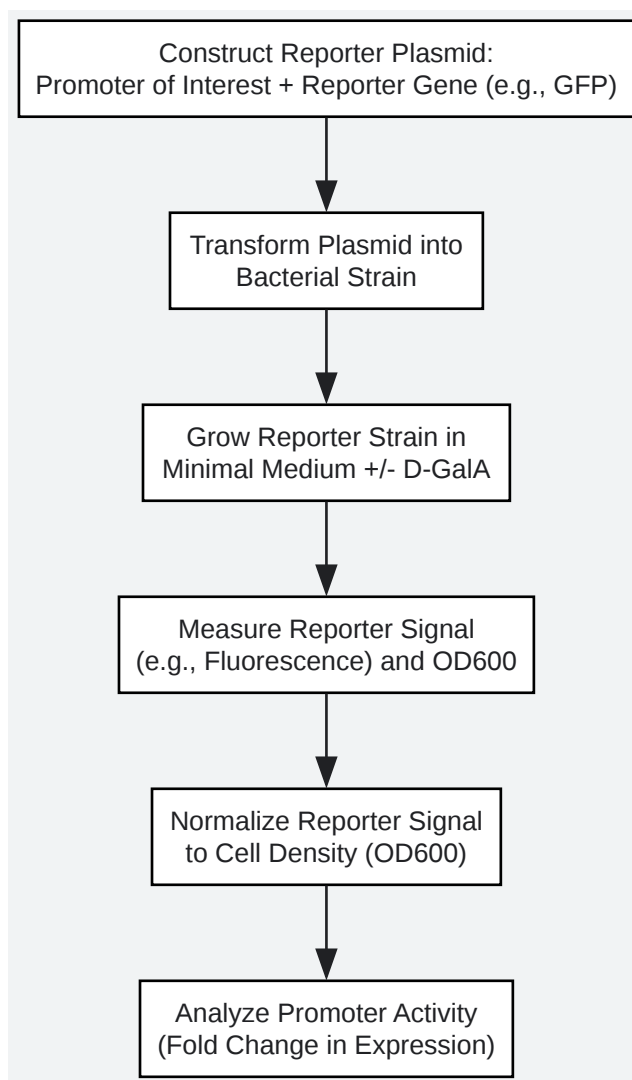 Construct Reporter Plasmid:
Promoter of Interest + Reporter Gene (e.g., GFP)
Transform Plasmid into
Bacterial Strain
Grow Reporter Strain in
Minimal Medium +/- D-GalA
Measure Reporter Signal
(e.g., Fluorescence) and OD600
Normalize Reporter Signal
to Cell Density (OD600)
Analyze Promoter Activity
(Fold Change in Expression)